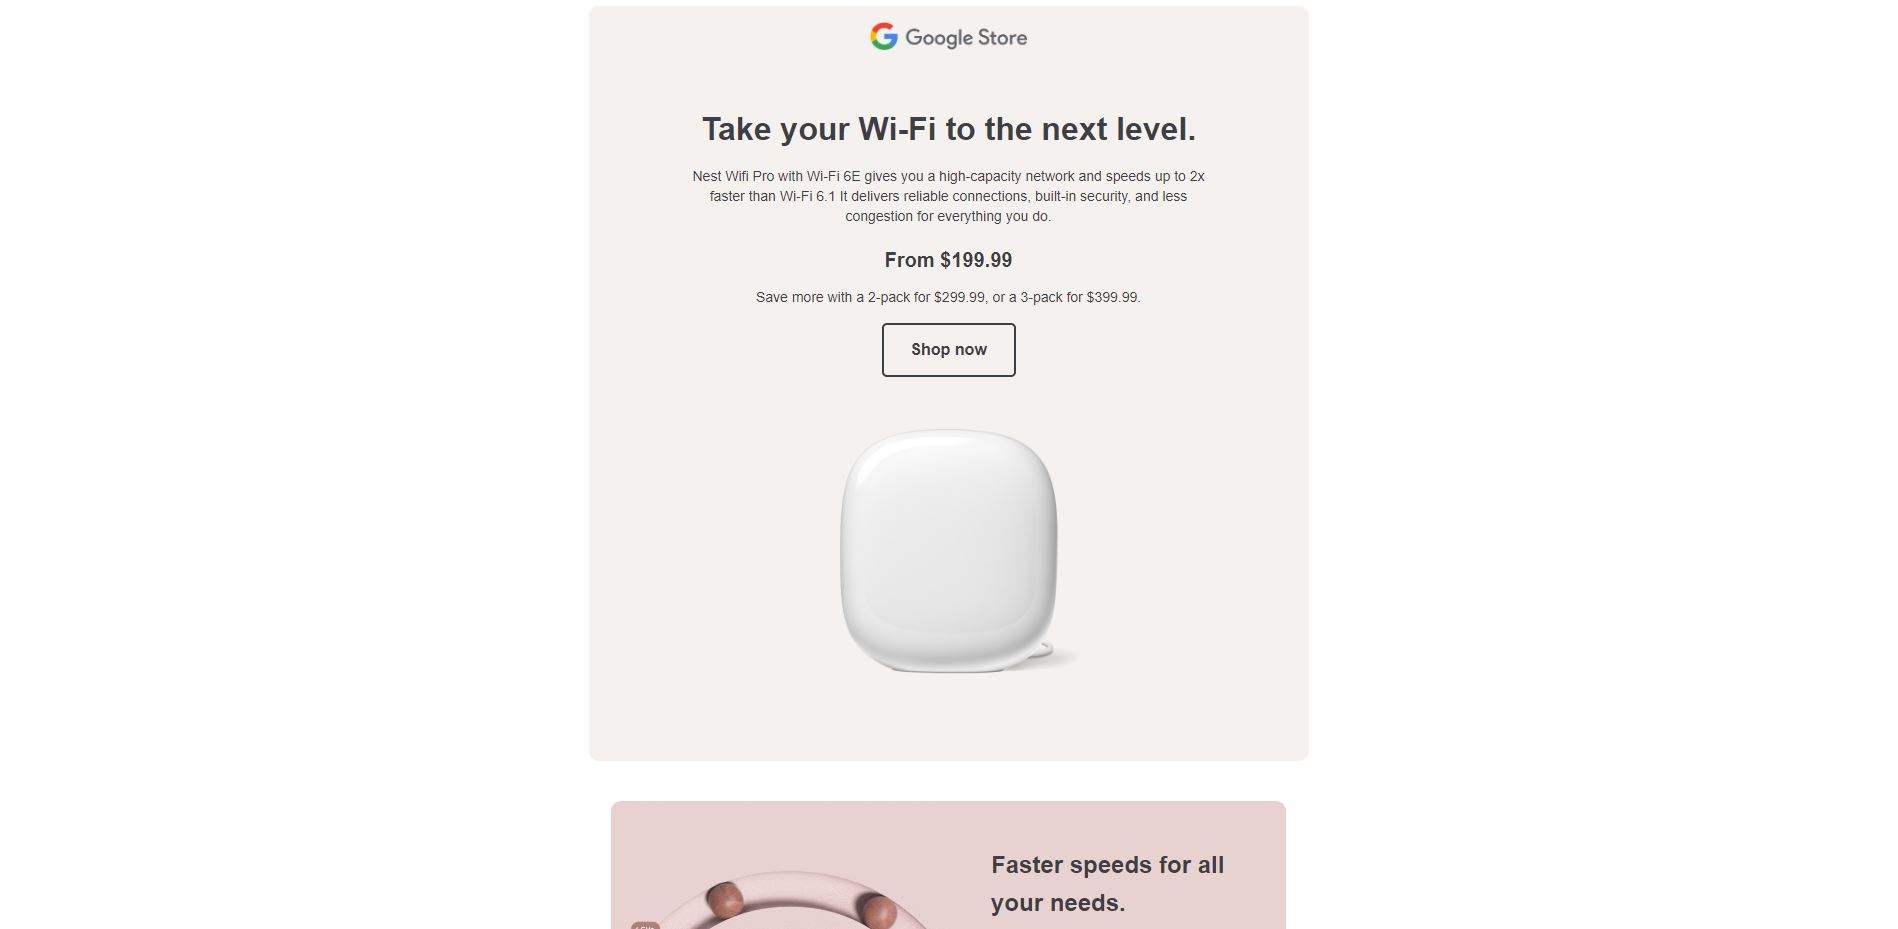 Google Store
Take your Wi-Fi to the next level.
Nest Wifi Pro with Wi-Fi 6E gives you a high-capacity network and speeds up to 2x
faster than Wi-Fi 6.1 It delivers reliable connections, built-in security, and less
congestion for everything you do.
From $199.99
Save more with a 2-pack for $299.99, or a 3-pack for $399.99.
Shop now
Faster speeds for all
your needs.